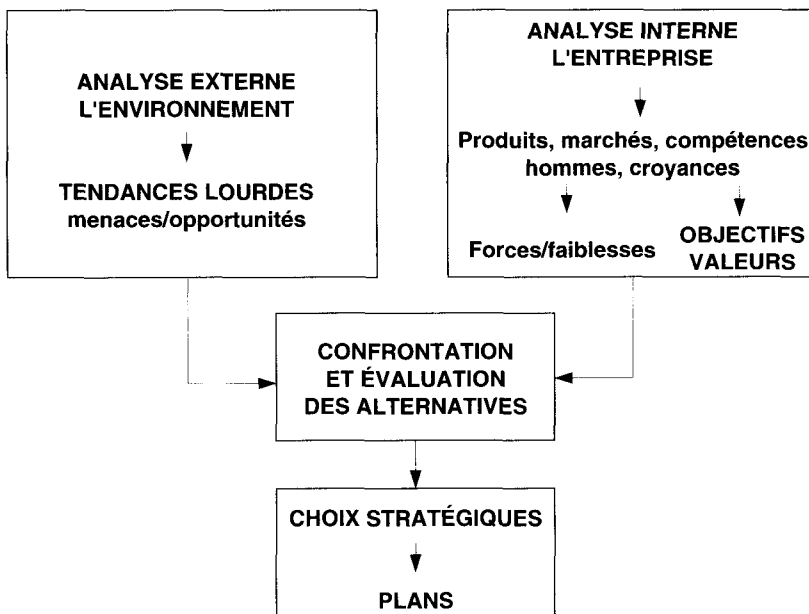 ANALYSE EXTERNE
L'ENVIRONNEMENT
TENDANCES LOURDES
menaces/opportunités
ANALYSE INTERNE
L'ENTREPRISE
Produits, marchés, compétences
hommes, croyances
Forces/faiblesses
OBJECTIFS
VALEURS
CONFRONTATION
ET ÉVALUATION
DES ALTERNATIVES
CHOIX STRATÉGIQUES
PLANS